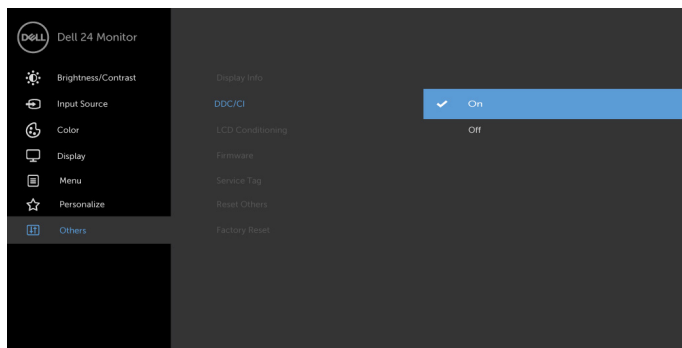 DELL Dell 24 Monitor
Brightness/Contrast Display Info
Input Source DDC/CI On
Color LCD Conditioning Off
Display Firmware
Menu Service Tag
Personalize Reset Others
Others Factory Reset